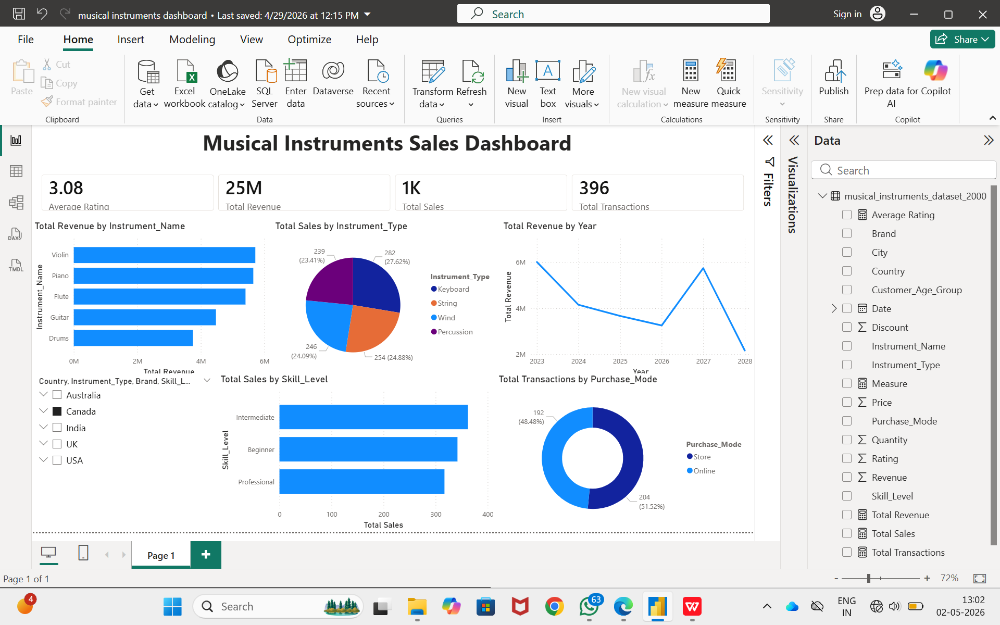 musical instruments dashboard • Last saved: 4/29/2026 at 12:15 PM
Search
Sign in
File
Home
Insert
Modeling
View
Optimize
Help
Share
Paste
Cut
Copy
Format painter
Clipboard
Get data
Excel workbook
OneLake catalog
SQL Server
Enter data
Dataverse
Recent sources
Data
Transform data
Refresh
Queries
New visual
Text box
More visuals
Insert
New visual calculation
New measure
Quick measure
Calculations
Sensitivity
Sensitivity
Publish
Share
Prep data for AI
Copilot
Copilot
DAX
TMDL
Musical Instruments Sales Dashboard
3.08
Average Rating
25M
Total Revenue
1K
Total Sales
396
Total Transactions
Total Revenue by Instrument_Name
Instrument_Name
Violin
Piano
Flute
Guitar
Drums
0M
2M
4M
6M
Total Revenue
Total Sales by Instrument_Type
239
(23.41%)
282
(27.62%)
246
(24.09%)
254 (24.88%)
Instrument_Type
Keyboard
String
Wind
Percussion
Total Revenue by Year
Total Revenue
6M
4M
2M
2023
2024
2025
2026
2027
2028
Year
Country, Instrument_Type, Brand, Skill_L...
Australia
Canada
India
UK
USA
Total Sales by Skill_Level
Skill_Level
Intermediate
Beginner
Professional
0
100
200
300
400
Total Sales
Total Transactions by Purchase_Mode
192
(48.48%)
204
(51.52%)
Purchase_Mode
Store
Online
Filters
Visualizations
Data
Search
musical_instruments_dataset_2000
Average Rating
Brand
City
Country
Customer_Age_Group
Date
Discount
Instrument_Name
Instrument_Type
Measure
Price
Purchase_Mode
Quantity
Rating
Revenue
Skill_Level
Total Revenue
Total Sales
Total Transactions
Page 1
Page 1 of 1
72%
4
Search
63
ENG
IN
13:02
02-05-2026